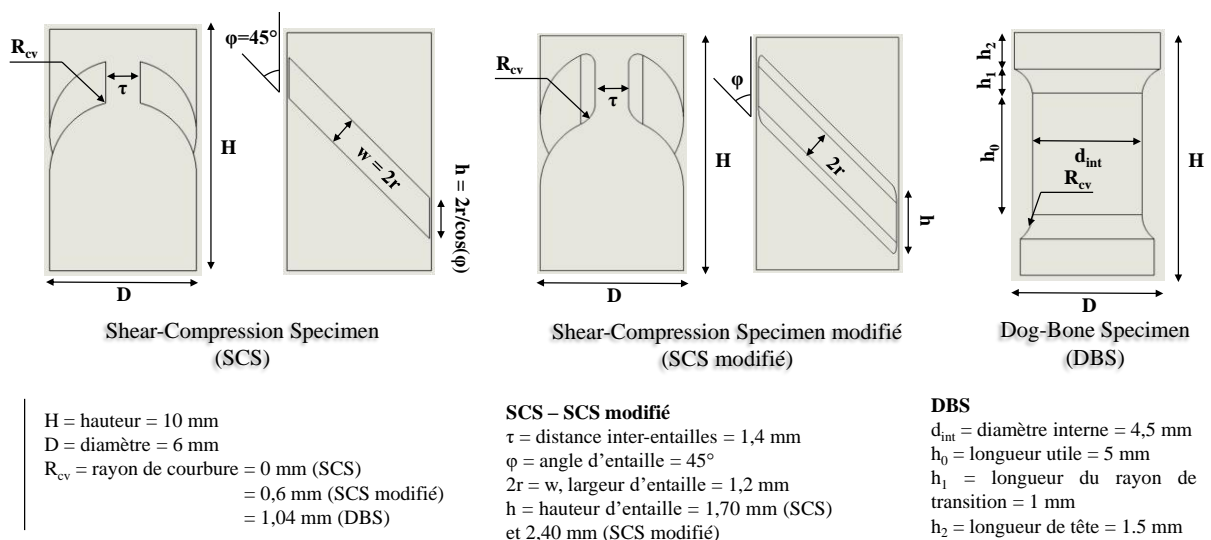 R_cv
φ=45°
τ
w = 2r
H
h = 2r/cos(φ)
D
Shear-Compression Specimen
(SCS)
R_cv
φ
τ
2r
H
h
D
Shear-Compression Specimen modifié
(SCS modifié)
h_2
h_1
h_0
d_int
R_cv
H
D
Dog-Bone Specimen
(DBS)
H = hauteur = 10 mm
D = diamètre = 6 mm
R_cv = rayon de courbure = 0 mm (SCS)
= 0,6 mm (SCS modifié)
= 1,04 mm (DBS)
SCS – SCS modifié
τ = distance inter-entailles = 1,4 mm
φ = angle d’entaille = 45°
2r = w, largeur d’entaille = 1,2 mm
h = hauteur d’entaille = 1,70 mm (SCS)
et 2,40 mm (SCS modifié)
DBS
d_int = diamètre interne = 4,5 mm
h_0 = longueur utile = 5 mm
h_1 = longueur du rayon de
transition = 1 mm
h_2 = longueur de tête = 1.5 mm